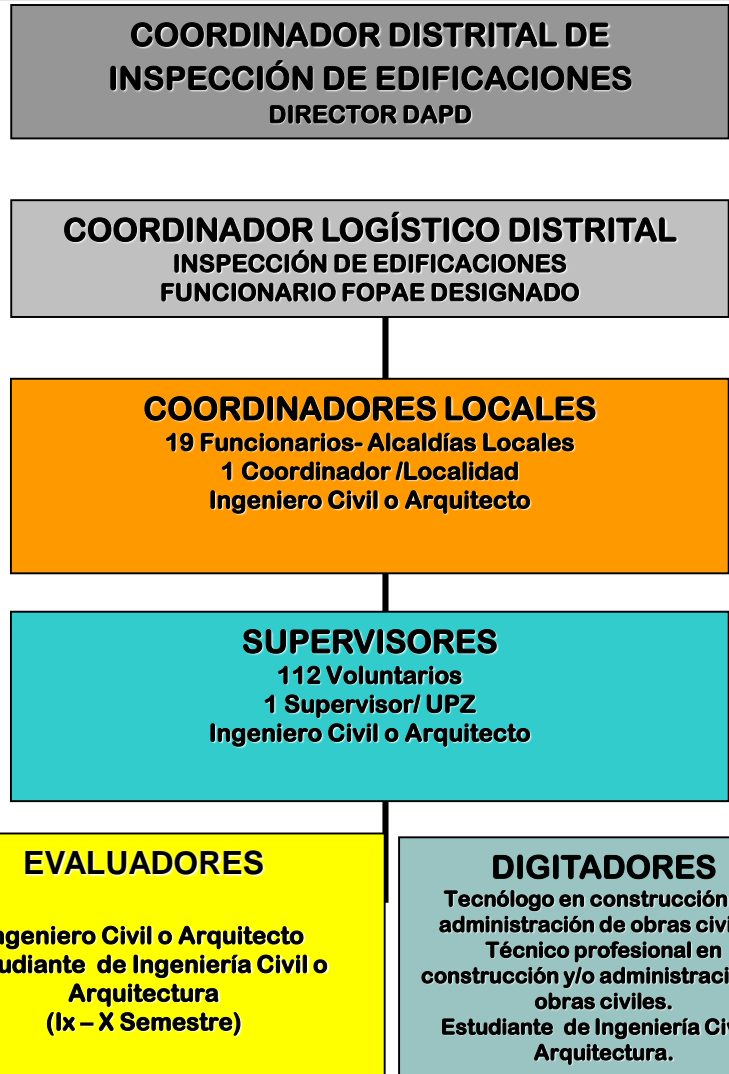 COORDINADOR DISTRITAL DE
INSPECCIÓN DE EDIFICACIONES
DIRECTOR DAPD
COORDINADOR LOGÍSTICO DISTRITAL
INSPECCIÓN DE EDIFICACIONES
FUNCIONARIO FOPAE DESIGNADO
COORDINADORES LOCALES
19 Funcionarios- Alcaldías Locales
1 Coordinador /Localidad
Ingeniero Civil o Arquitecto
SUPERVISORES
112 Voluntarios
1 Supervisor/ UPZ
Ingeniero Civil o Arquitecto
EVALUADORES
Civil o Arquitecto
de Ingeniería Civil o
Arquitectura
(Ix – X Semestre)
DIGITADORES
Tecnólogo en construcción
administración de obras
Técnico profesional en
construcción y/o
obras civiles.
Estudiante de Ingeniería
Arquitectura.